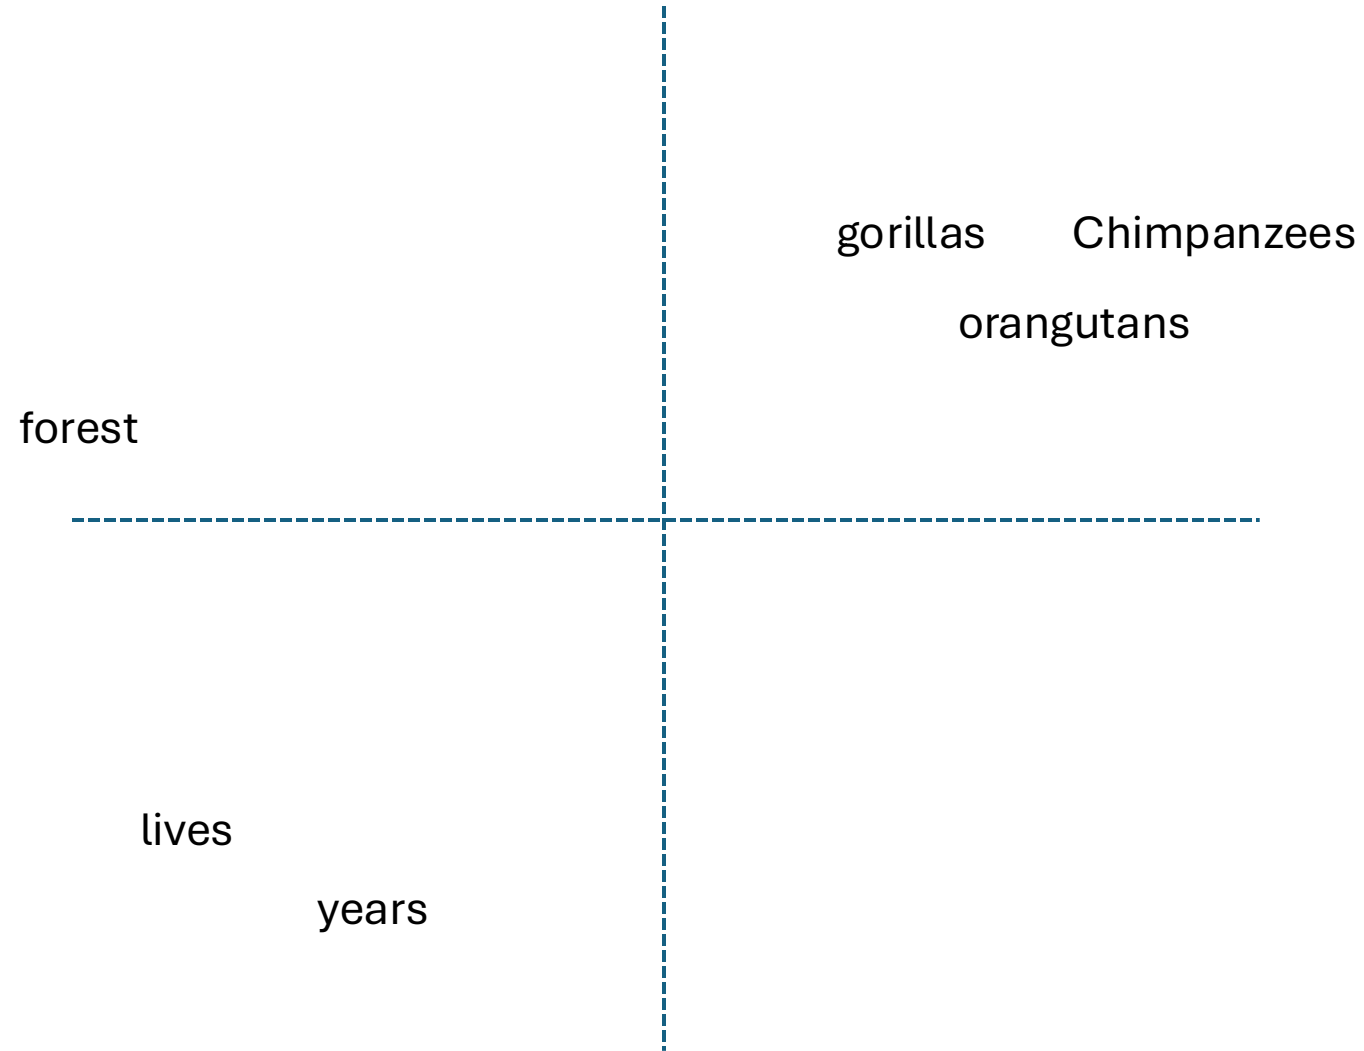 gorillas Chimpanzees
orangutans
forest
lives
years